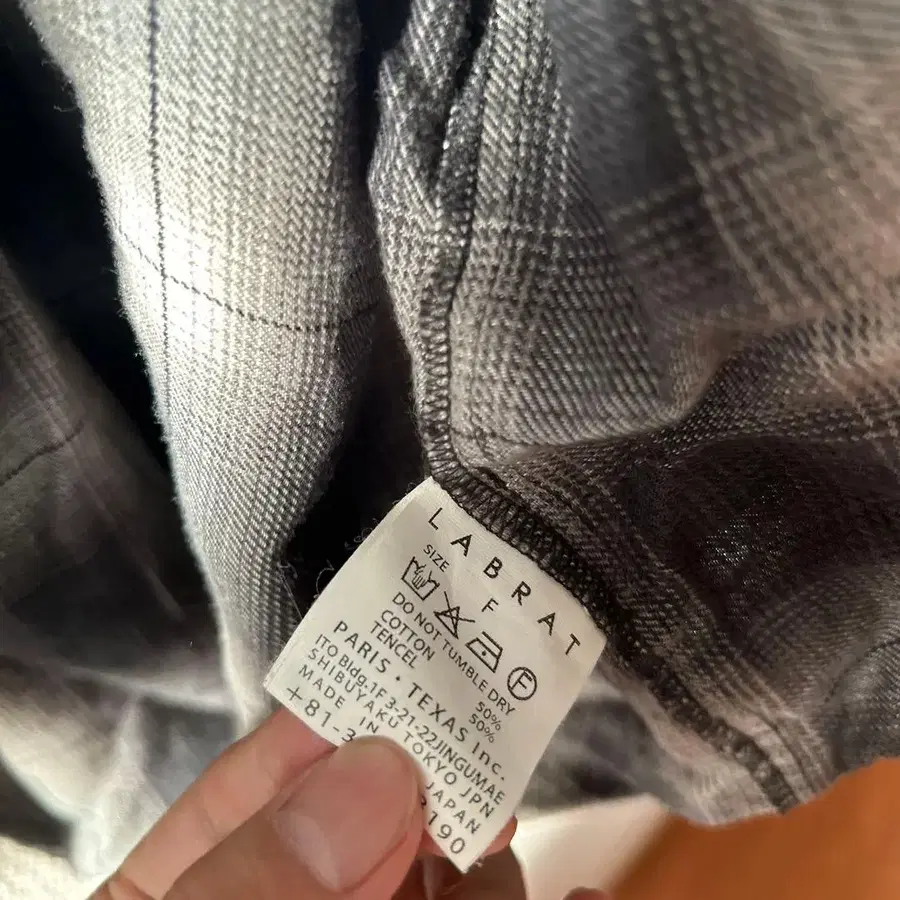 LABRAT
SIZE F
DO NOT TUMBLE DRY
COTTON 50%
TENCEL 50%
PARIS・TEXAS Inc.
ITO Bldg.1F 3-21-22JINGUMAE
SHIBUYAKU TOKYO JPN
MADE IN JAPAN
+81-3 190